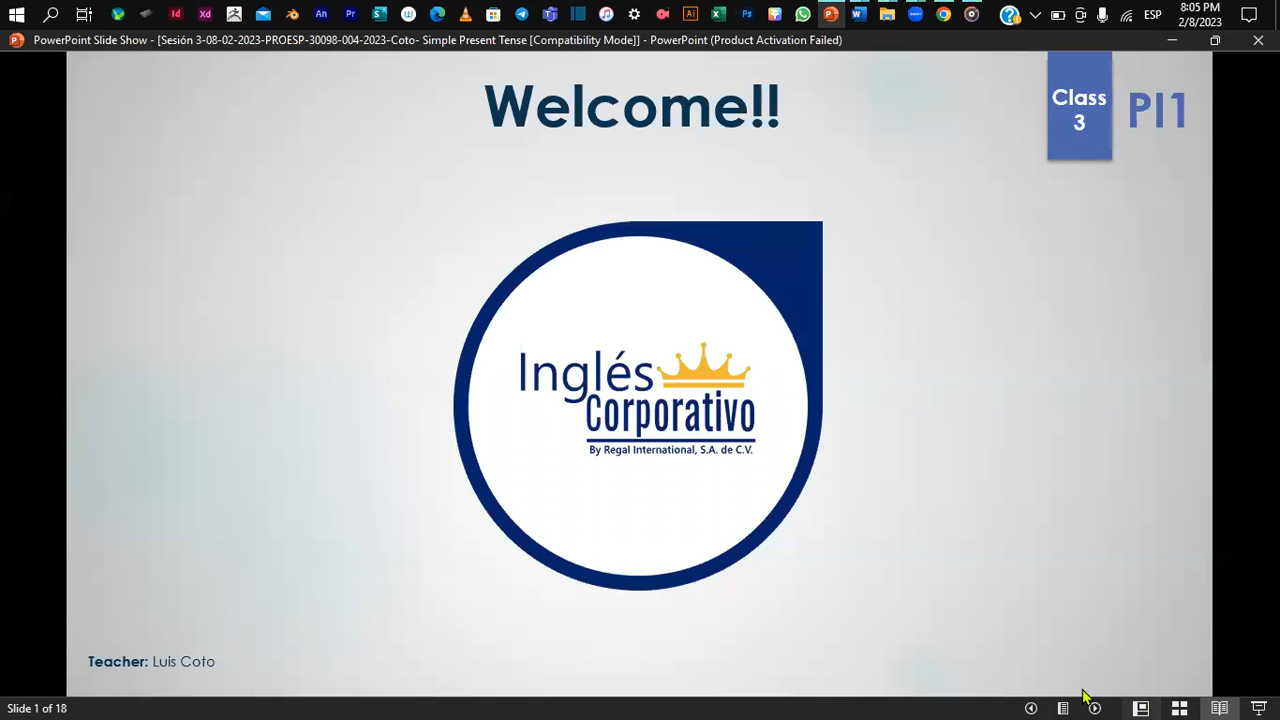 8:05 PM
ESP
2/8/2023
PowerPoint Slide Show - [Sesión 3-08-02-2023-PROESP-30098-004-2023-Coto- Simple Present Tense [Compatibility Mode]] - PowerPoint (Product Activation Failed)
Welcome!!
Class
3
PI1
Inglés
Corporativo
By Regal International, S.A. de C.V.
Teacher: Luis Coto
Slide 1 of 18